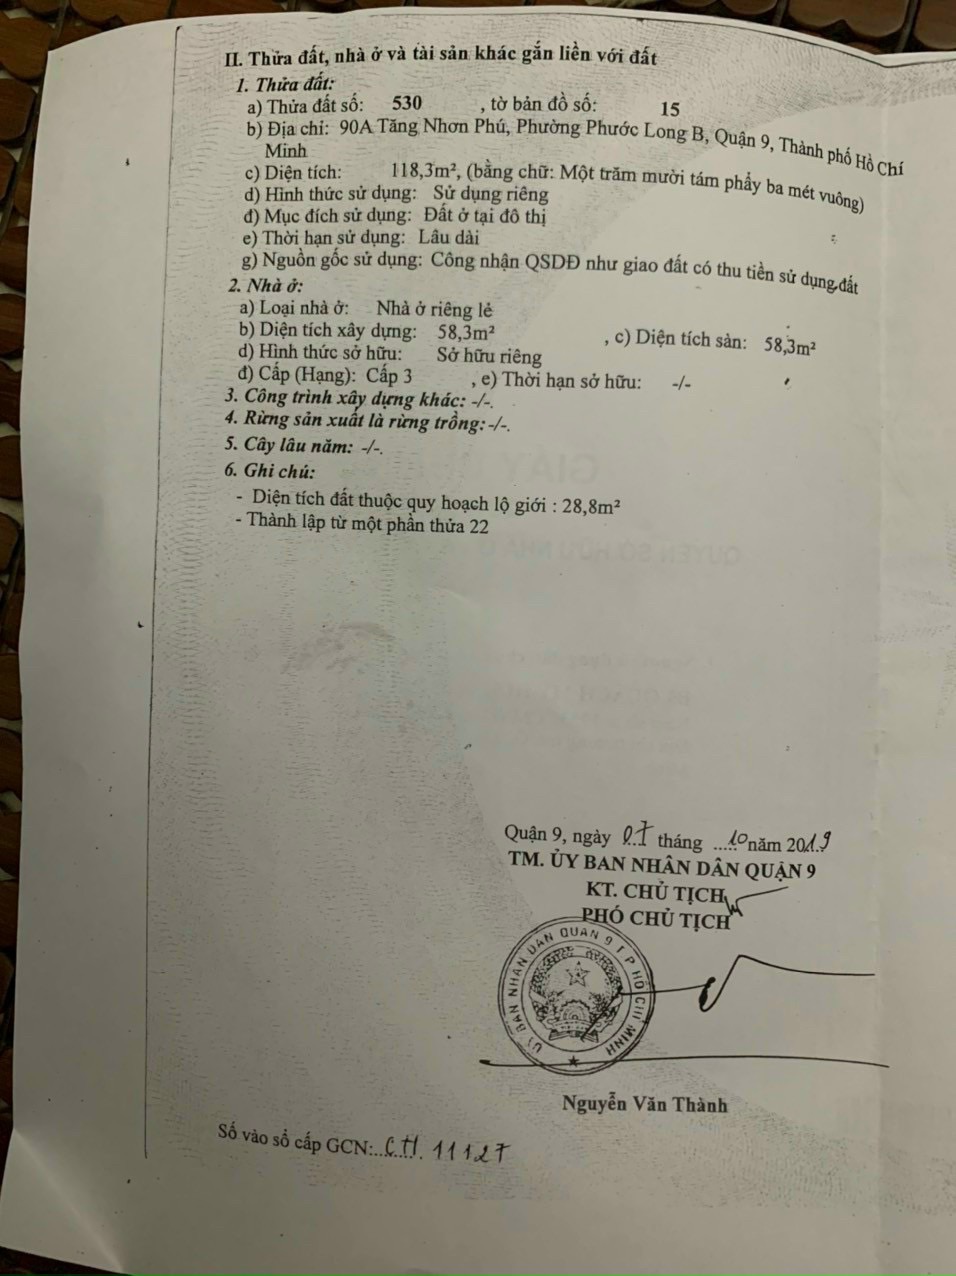 II. Thửa đất, nhà ở và tài sản khác gắn liền với đất
1. Thửa đất:
a) Thửa đất số: 530 , tờ bản đồ số: 15
b) Địa chỉ: 90A Tăng Nhơn Phú, Phường Phước Long B, Quận 9, Thành phố Hồ Chí
Minh
c) Diện tích: 118,3m², (bằng chữ: Một trăm mười tám phẩy ba mét vuông)
d) Hình thức sử dụng: Sử dụng riêng
đ) Mục đích sử dụng: Đất ở tại đô thị
e) Thời hạn sử dụng: Lâu dài
g) Nguồn gốc sử dụng: Công nhận QSDĐ như giao đất có thu tiền sử dụng đất
2. Nhà ở:
a) Loại nhà ở: Nhà ở riêng lẻ
b) Diện tích xây dựng: 58,3m² , c) Diện tích sàn: 58,3m²
d) Hình thức sở hữu: Sở hữu riêng
đ) Cấp (Hạng): Cấp 3 , e) Thời hạn sở hữu: -/-
3. Công trình xây dựng khác: -/-.
4. Rừng sản xuất là rừng trồng: -/-.
5. Cây lâu năm: -/-.
6. Ghi chú:
- Diện tích đất thuộc quy hoạch lộ giới : 28,8m²
- Thành lập từ một phần thửa 22
Quận 9, ngày 07 tháng .....10 năm 2019
TM. ỦY BAN NHÂN DÂN QUẬN 9
KT. CHỦ TỊCH
PHÓ CHỦ TỊCH
ỦY BAN NHÂN DÂN QUẬN 9 T.P HỒ CHÍ MINH
Nguyễn Văn Thành
Số vào sổ cấp GCN:..CH. 11127